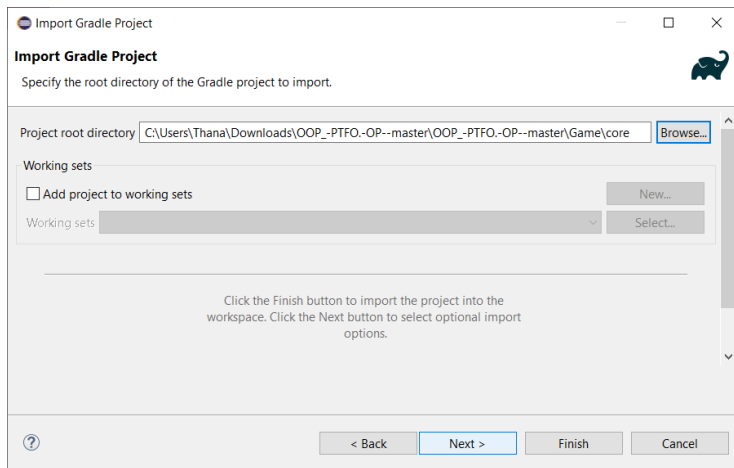 Import Gradle Project
Import Gradle Project
Specify the root directory of the Gradle project to import.
Project root directory C:\Users\Thana\Downloads\OOP_-PTFO.-OP--master\OOP_-PTFO.-OP--master\Game\core Browse...
Working sets
Add project to working sets New...
Working sets Select...
Click the Finish button to import the project into the
workspace. Click the Next button to select optional import
options.
? < Back Next > Finish Cancel